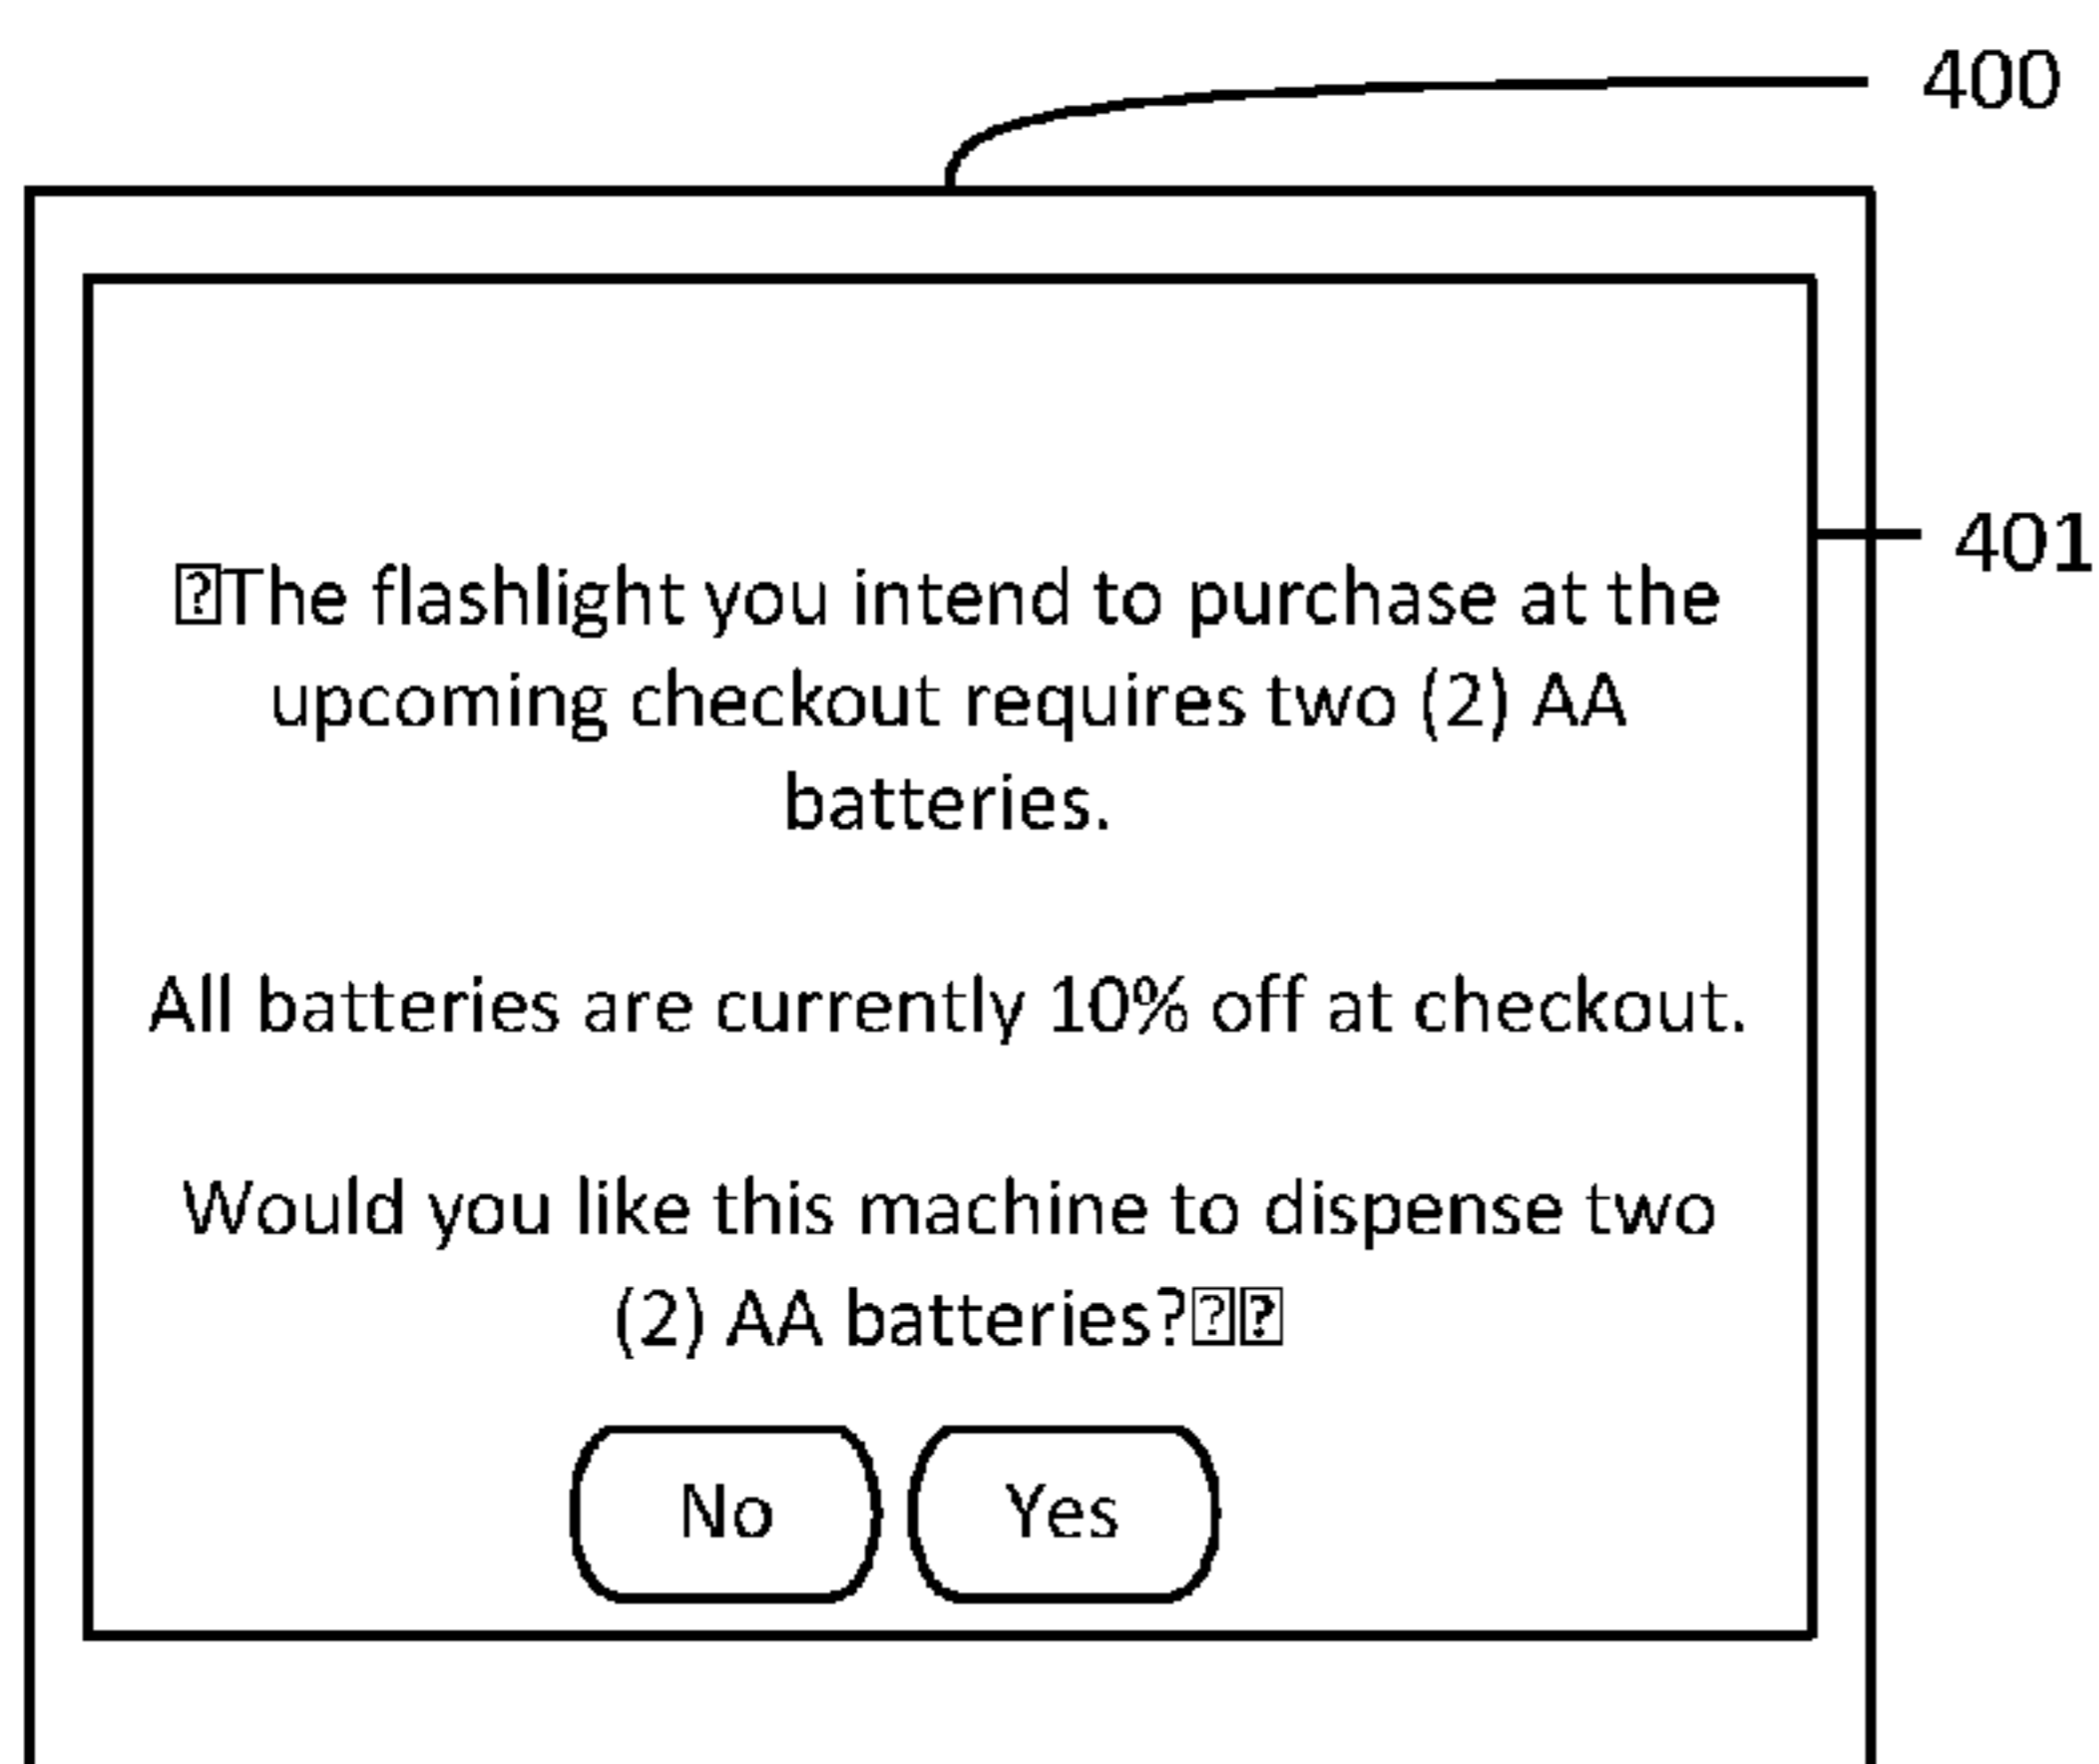 400
401
⍰The flashlight you intend to purchase at the
upcoming checkout requires two (2) AA
batteries.
All batteries are currently 10% off at checkout.
Would you like this machine to dispense two
(2) AA batteries?⍰⍰
No Yes